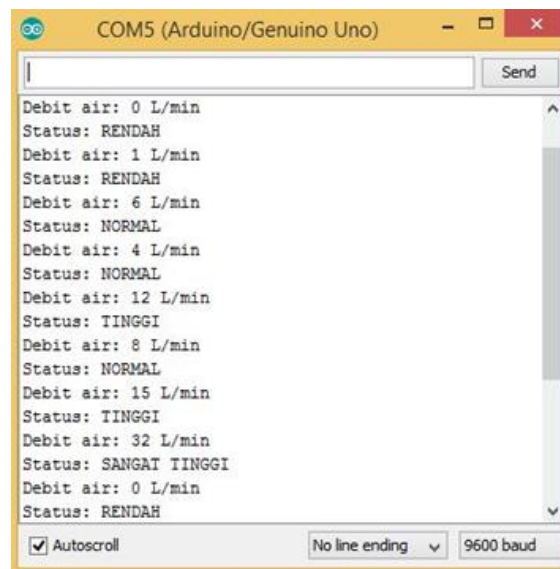 COM5 (Arduino/Genuino Uno)
Send
Debit air: 0 L/min
Status: RENDAH
Debit air: 1 L/min
Status: RENDAH
Debit air: 6 L/min
Status: NORMAL
Debit air: 4 L/min
Status: NORMAL
Debit air: 12 L/min
Status: TINGGI
Debit air: 8 L/min
Status: NORMAL
Debit air: 15 L/min
Status: TINGGI
Debit air: 32 L/min
Status: SANGAT TINGGI
Debit air: 0 L/min
Status: RENDAH
Autoscroll No line ending 9600 baud